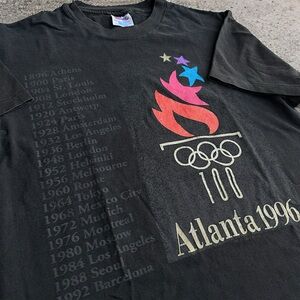 1896 Athens
1900 Paris
1904 St. Louis
1908 London
1912 Stockholm
1920 Antwerp
1924 Paris
1928 Amsterdam
1932 Los Angeles
1936 Berlin
1948 London
1952 Helsinki
1956 Melbourne
1960 Rome
1964 Tokyo
1968 Mexico City
1972 Munich
1976 Montreal
1980 Moscow
1984 Los Angeles
1988 Seoul
1992 Barcelona
100
Atlanta 1996